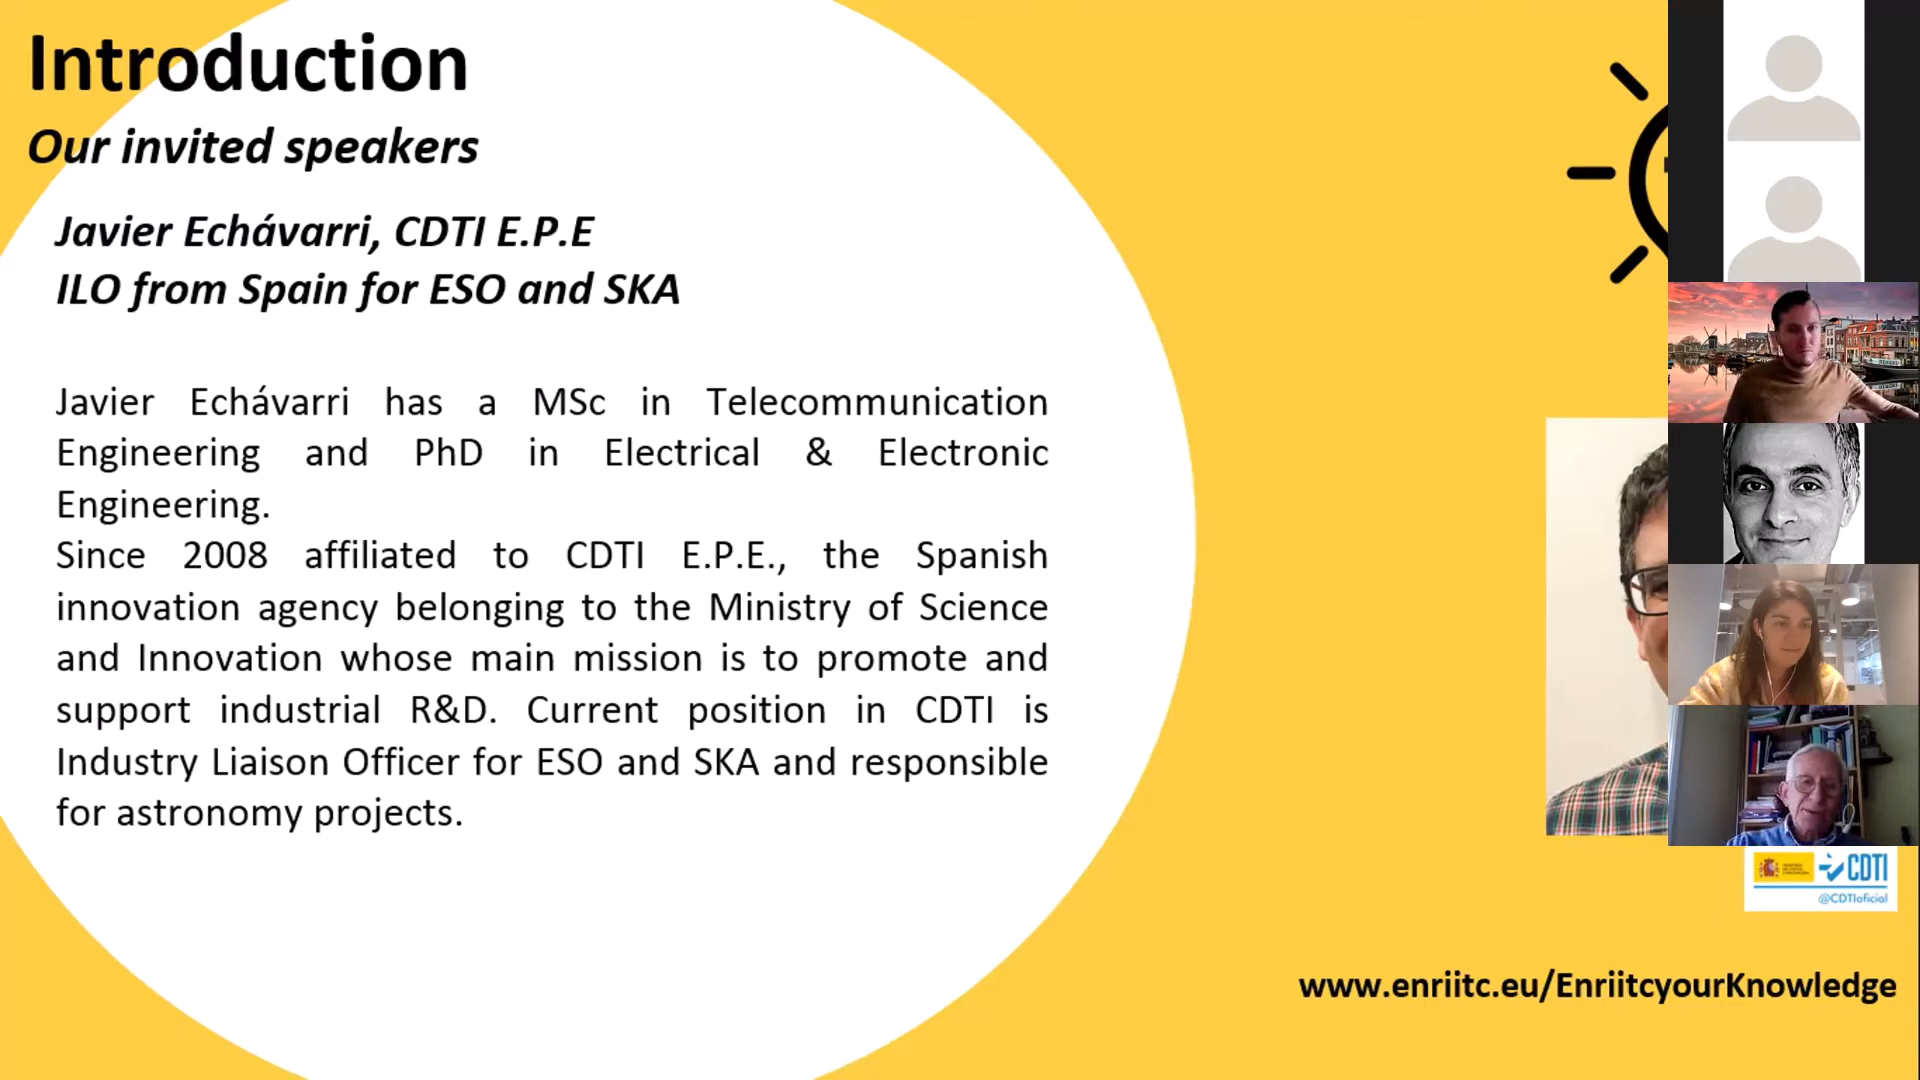 Introduction
Our invited speakers
Javier Echávarri, CDTI E.P.E
ILO from Spain for ESO and SKA
Javier Echávarri has a MSc in Telecommunication
Engineering and PhD in Electrical & Electronic
Engineering.
Since 2008 affiliated to CDTI E.P.E., the Spanish
innovation agency belonging to the Ministry of Science
and Innovation whose main mission is to promote and
support industrial R&D. Current position in CDTI is
Industry Liaison Officer for ESO and SKA and responsible
for astronomy projects.
CDTI
@CDTIoficial
www.enriitc.eu/EnriitcyourKnowledge